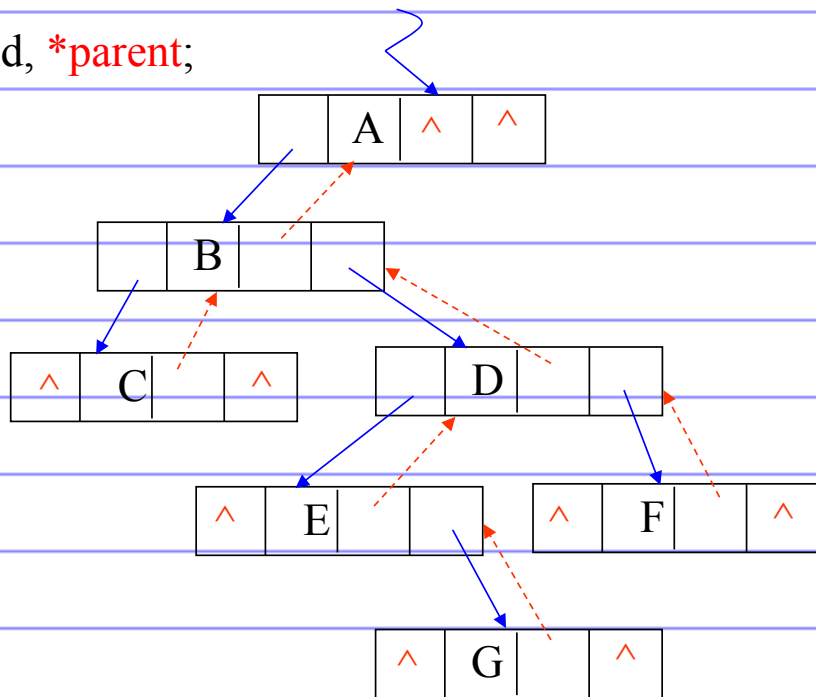 d, *parent;
A ^ ^
B
^ C ^
D
^ E
^ F ^
^ G ^